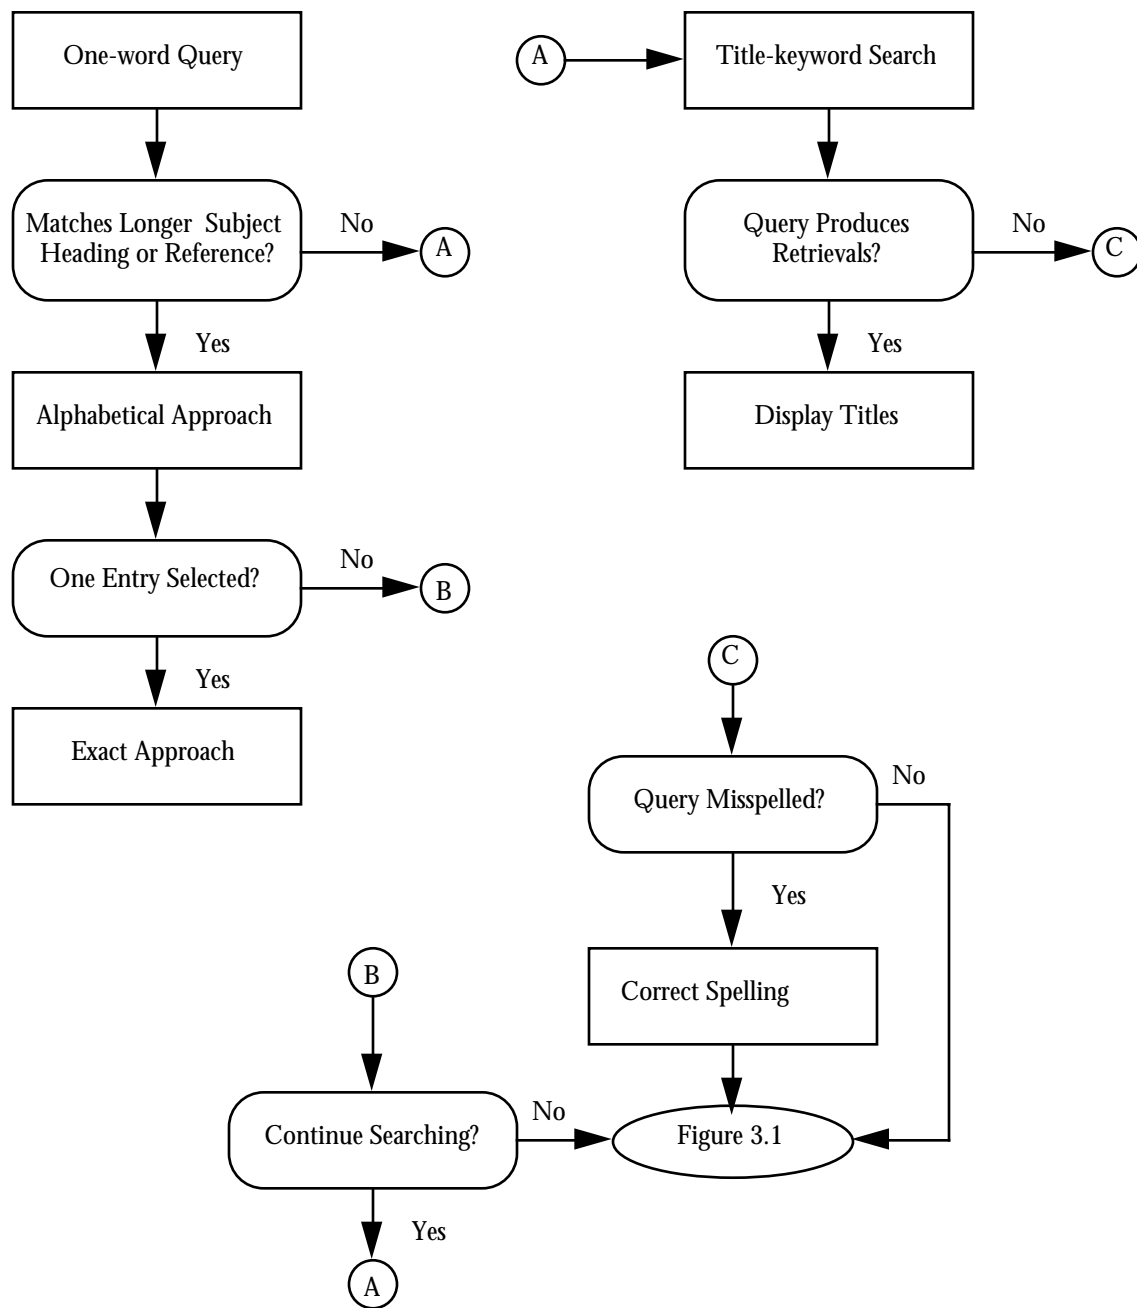 One-word Query
Matches Longer Subject
Heading or Reference?
No
A
Yes
Alphabetical Approach
One Entry Selected?
No
B
Yes
Exact Approach
A
Title-keyword Search
Query Produces
Retrievals?
No
C
Yes
Display Titles
C
Query Misspelled?
No
Yes
Correct Spelling
B
Continue Searching?
No
Figure 3.1
Yes
A